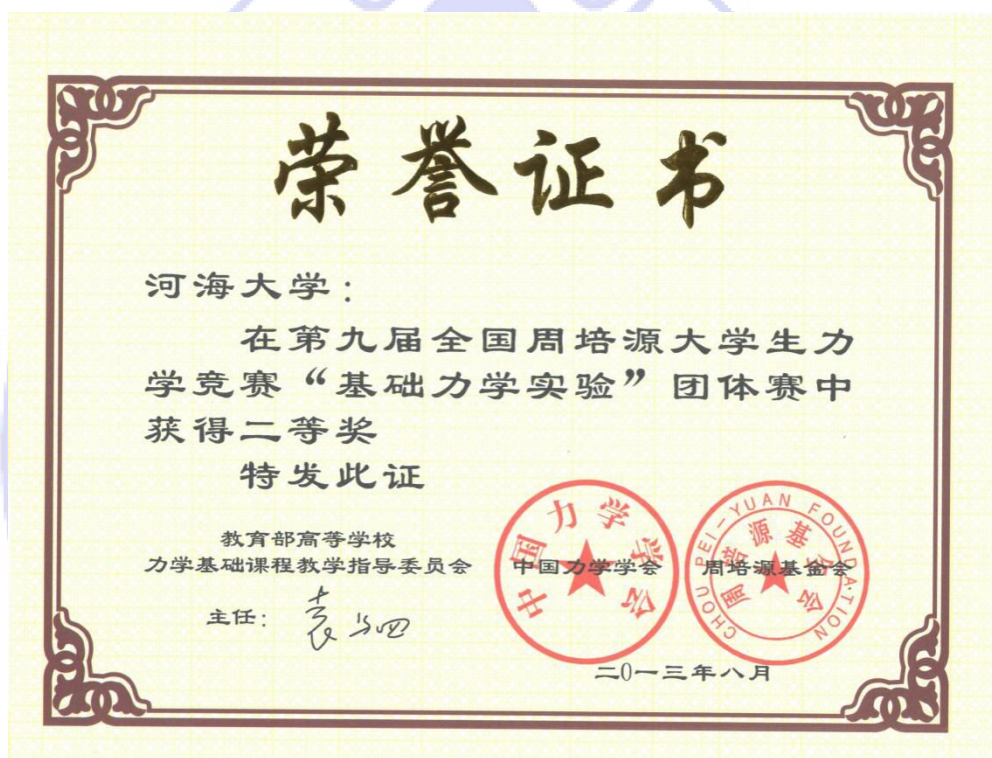 荣誉证书
河海大学：
在第九届全国周培源大学生力
学竞赛“基础力学实验”团体赛中
获得二等奖
特发此证
教育部高等学校
力学基础课程教学指导委员会
主任：
中国力学学会
周培源基金会
中国力学学会
CHOU PEI-YUAN FOUNDATION
周培源基金会
二0一三年八月